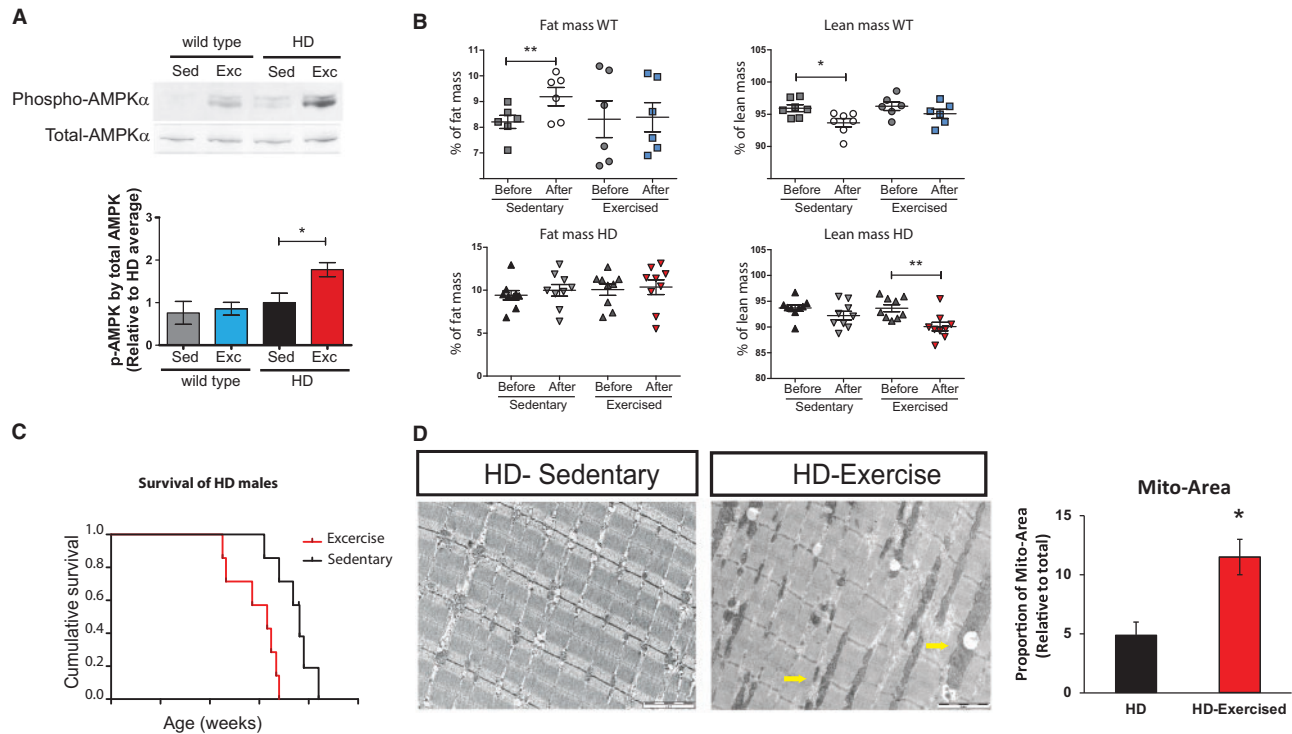 A
wild type HD
Sed Exc Sed Exc
Phospho-AMPKα
Total-AMPKα
p-AMPK by total AMPK
(Relative to HD average)
3
2
1
0
*
Sed Exc Sed Exc
wild type HD
B
Fat mass WT
% of fat mass
11
10
9
8
7
**
Before After Before After
Sedentary Exercised
Lean mass WT
% of lean mass
105
100
95
90
*
Before After Before After
Sedentary Exercised
Fat mass HD
% of fat mass
15
10
5
0
Before After Before After
Sedentary Exercised
Lean mass HD
% of lean mass
105
100
95
90
85
80
**
Before After Before After
Sedentary Exercised
C
Survival of HD males
Cumulative survival
1.0
0.8
0.6
0.4
0.2
0.0
Excercise
Sedentary
Age (weeks)
D
HD- Sedentary
HD-Exercise
Mito-Area
Proportion of Mito-Area
(Relative to total)
15
10
5
0
*
HD HD-Exercised